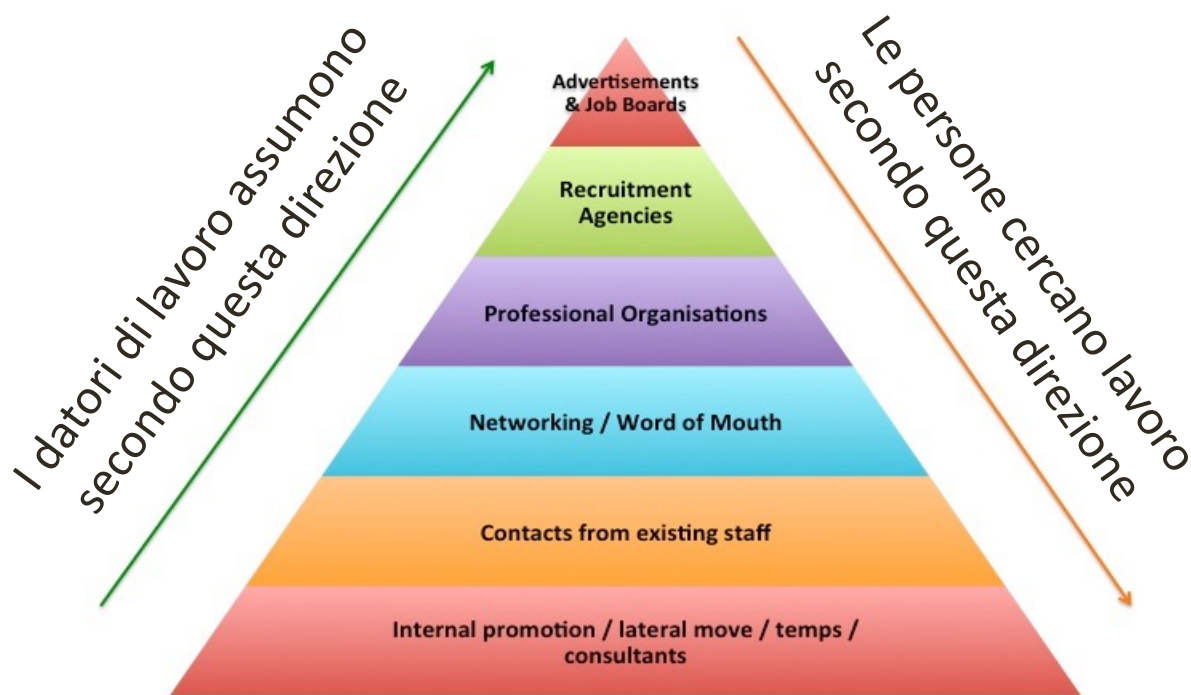 I datori di lavoro assumono
secondo questa direzione
Le persone cercano lavoro
secondo questa direzione
Advertisements
& Job Boards
Recruitment
Agencies
Professional Organisations
Networking / Word of Mouth
Contacts from existing staff
Internal promotion / lateral move / temps /
consultants